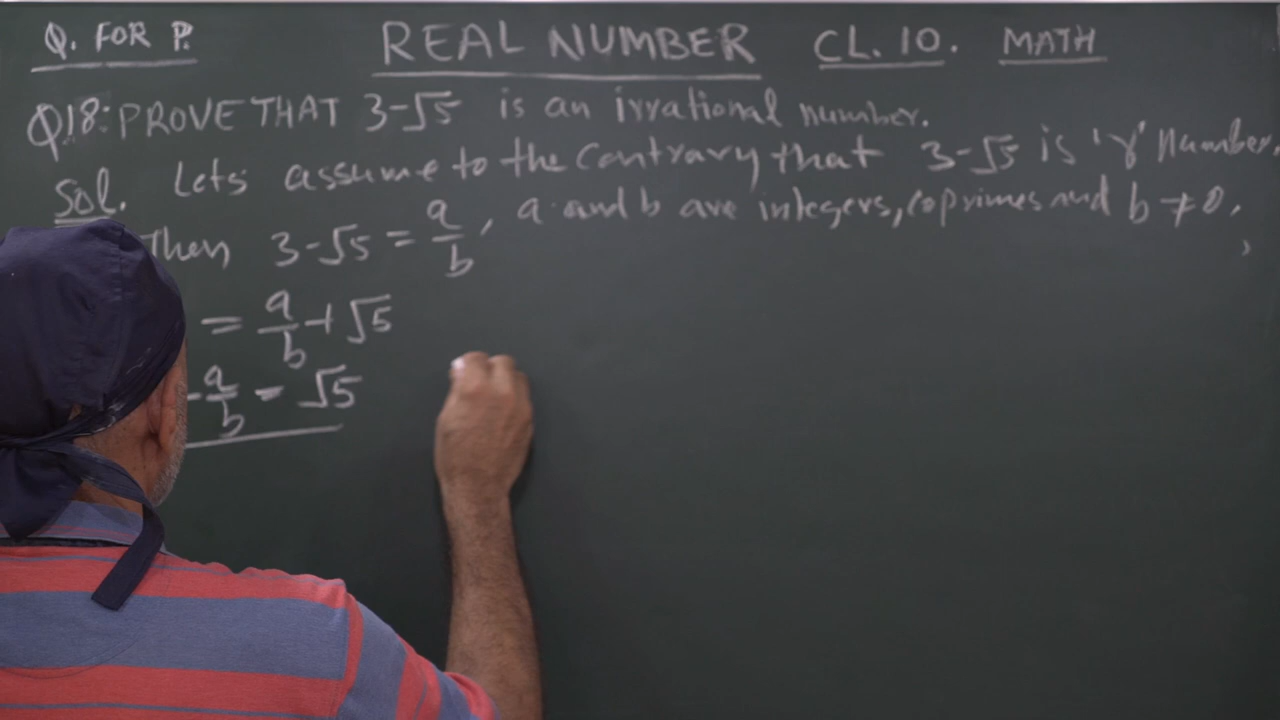 Q. FOR P. REAL NUMBER CL. 10. MATH
Q18: PROVE THAT 3-√5 is an irrational number.
Sol. Lets assume to the contrary that 3-√5 is 'r' Number,
Then 3-√5 = a/b, a and b are integers, coprimes and b ≠ 0,
= a/b + √5
- a/b = √5